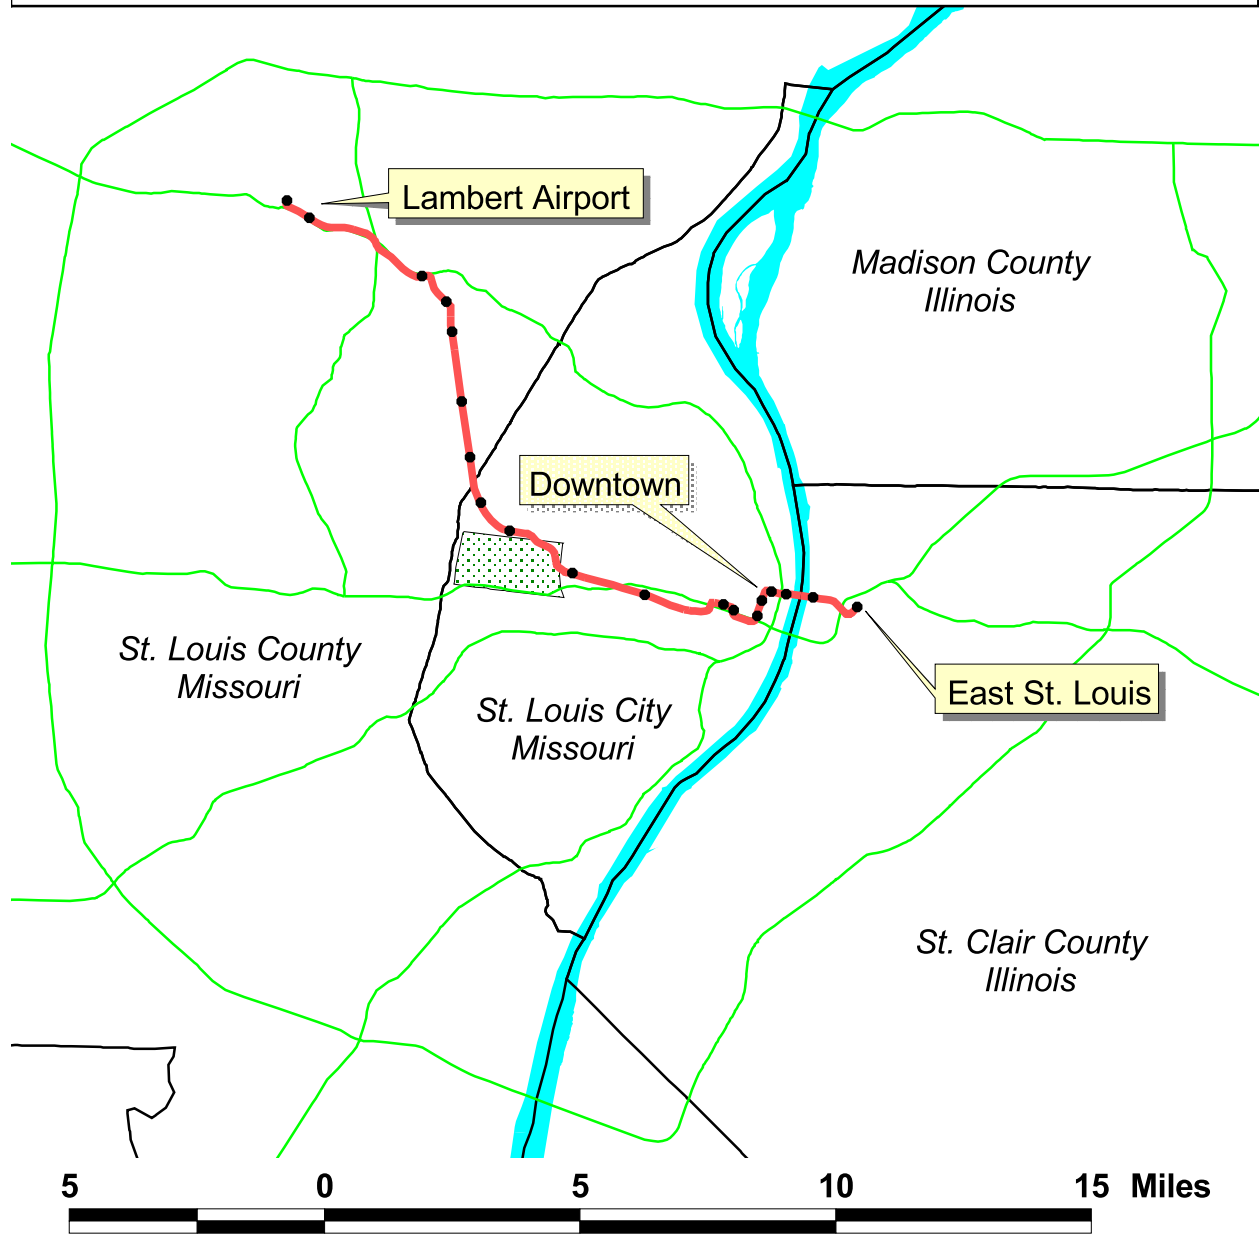 Lambert Airport
Madison County
Illinois
Downtown
St. Louis County
Missouri
East St. Louis
St. Louis City
Missouri
St. Clair County
Illinois
5 0 5 10 15 Miles